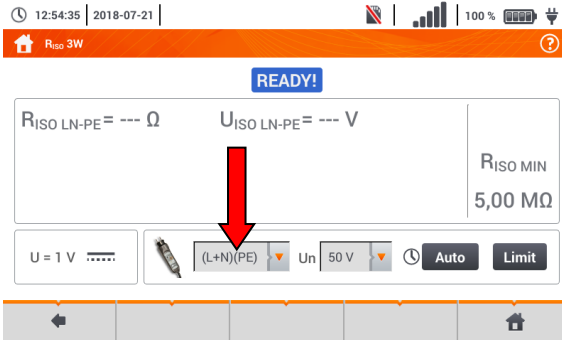 12:54:35 2018-07-21 100 %
RISO 3W ?
READY!
RISO LN-PE= --- Ω UISO LN-PE= --- V
RISO MIN
5,00 MΩ
U = 1 V (L+N)(PE) Un 50 V Auto Limit